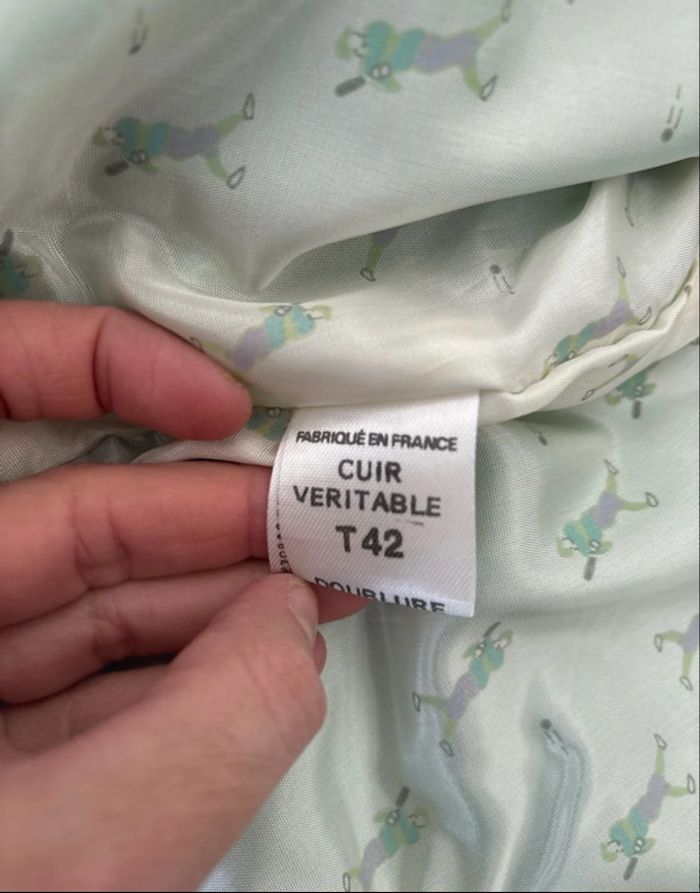 FABRIQUÉ EN FRANCE
CUIR
VERITABLE
T42
DOUBLURE